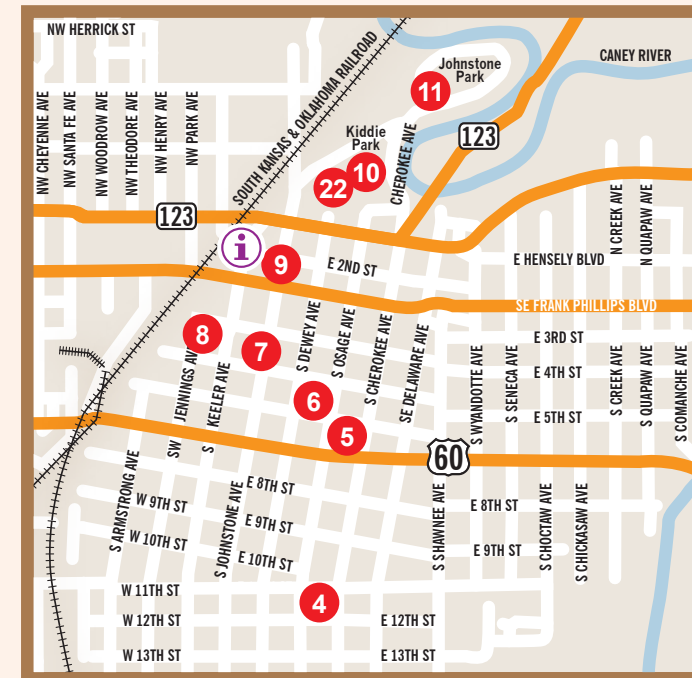 NW HERRICK ST
NW CHEYENNE AVE
NW SANTA FE AVE
NW WOODROW AVE
NW THEODORE AVE
NW HENRY AVE
NW PARK AVE
SOUTH KANSAS & OKLAHOMA RAILROAD
Johnstone
Park
11
CANEY RIVER
Kiddie
Park
10
22
CHEROKEE AVE
123
123
i
9
E 2ND ST
E HENSELY BLVD
N CREEK AVE
N QUAPAW AVE
SE FRANK PHILLIPS BLVD
8
7
SW JENNINGS AVE
S KEELER AVE
S DEWEY AVE
S OSAGE AVE
S CHEROKEE AVE
SE DELAWARE AVE
E 3RD ST
E 4TH ST
E 5TH ST
S WYANDOTTE AVE
S SENECA AVE
S CREEK AVE
S QUAPAW AVE
S COMANCHE AVE
6
5
60
S ARMSTRONG AVE
W 9TH ST
W 10TH ST
S JOHNSTONE AVE
E 8TH ST
E 9TH ST
E 10TH ST
S SHAWNEE AVE
E 8TH ST
E 9TH ST
S CHOCTAW AVE
S CHICKASAW AVE
W 11TH ST
4
W 12TH ST
E 12TH ST
W 13TH ST
E 13TH ST